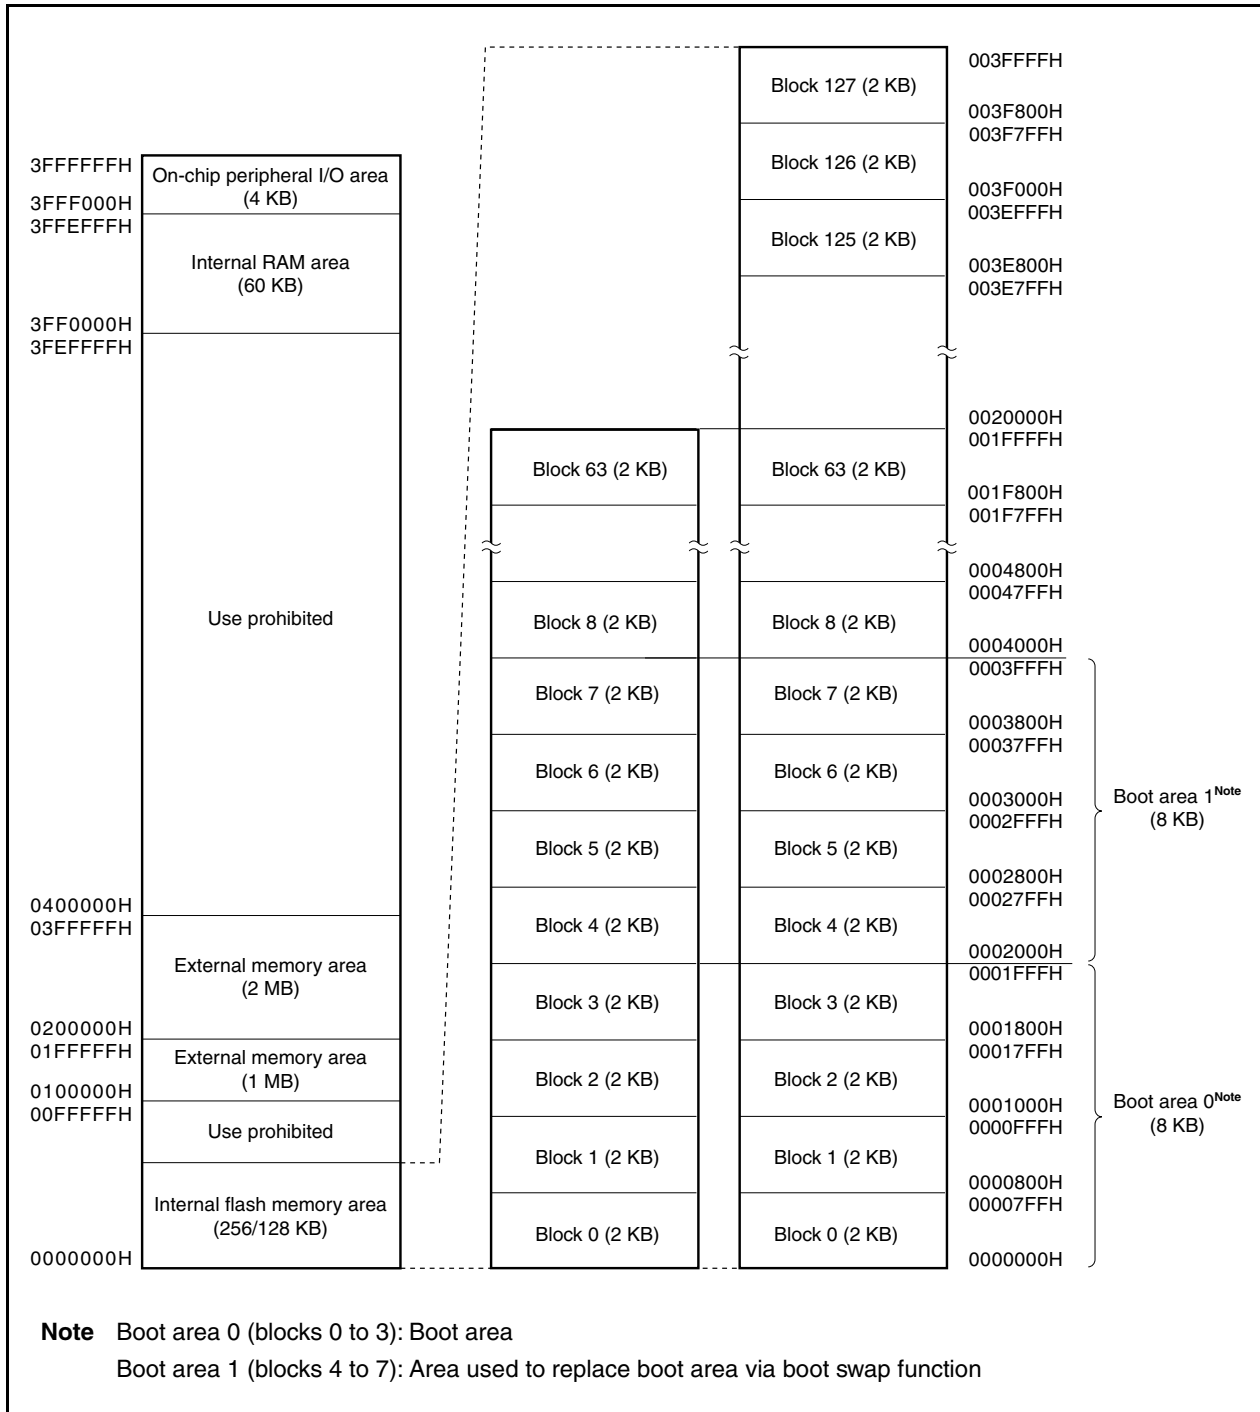 3FFFFFFH
On-chip peripheral I/O area
(4 KB)
3FFF000H
3FFEFFFH
Internal RAM area
(60 KB)
3FF0000H
3FEFFFFH
Use prohibited
0400000H
03FFFFFH
External memory area
(2 MB)
0200000H
01FFFFFH
External memory area
(1 MB)
0100000H
00FFFFFH
Use prohibited
Internal flash memory area
(256/128 KB)
0000000H
Block 63 (2 KB)
Block 8 (2 KB)
Block 7 (2 KB)
Block 6 (2 KB)
Block 5 (2 KB)
Block 4 (2 KB)
Block 3 (2 KB)
Block 2 (2 KB)
Block 1 (2 KB)
Block 0 (2 KB)
Block 127 (2 KB)
Block 126 (2 KB)
Block 125 (2 KB)
Block 63 (2 KB)
Block 8 (2 KB)
Block 7 (2 KB)
Block 6 (2 KB)
Block 5 (2 KB)
Block 4 (2 KB)
Block 3 (2 KB)
Block 2 (2 KB)
Block 1 (2 KB)
Block 0 (2 KB)
003FFFFH
003F800H
003F7FFH
003F000H
003EFFFH
003E800H
003E7FFH
0020000H
001FFFFH
001F800H
001F7FFH
0004800H
00047FFH
0004000H
0003FFFH
0003800H
00037FFH
0003000H
0002FFFH
0002800H
00027FFH
0002000H
0001FFFH
0001800H
00017FFH
0001000H
0000FFFH
0000800H
00007FFH
0000000H
Boot area 1Note
(8 KB)
Boot area 0Note
(8 KB)
Note Boot area 0 (blocks 0 to 3): Boot area
Boot area 1 (blocks 4 to 7): Area used to replace boot area via boot swap function